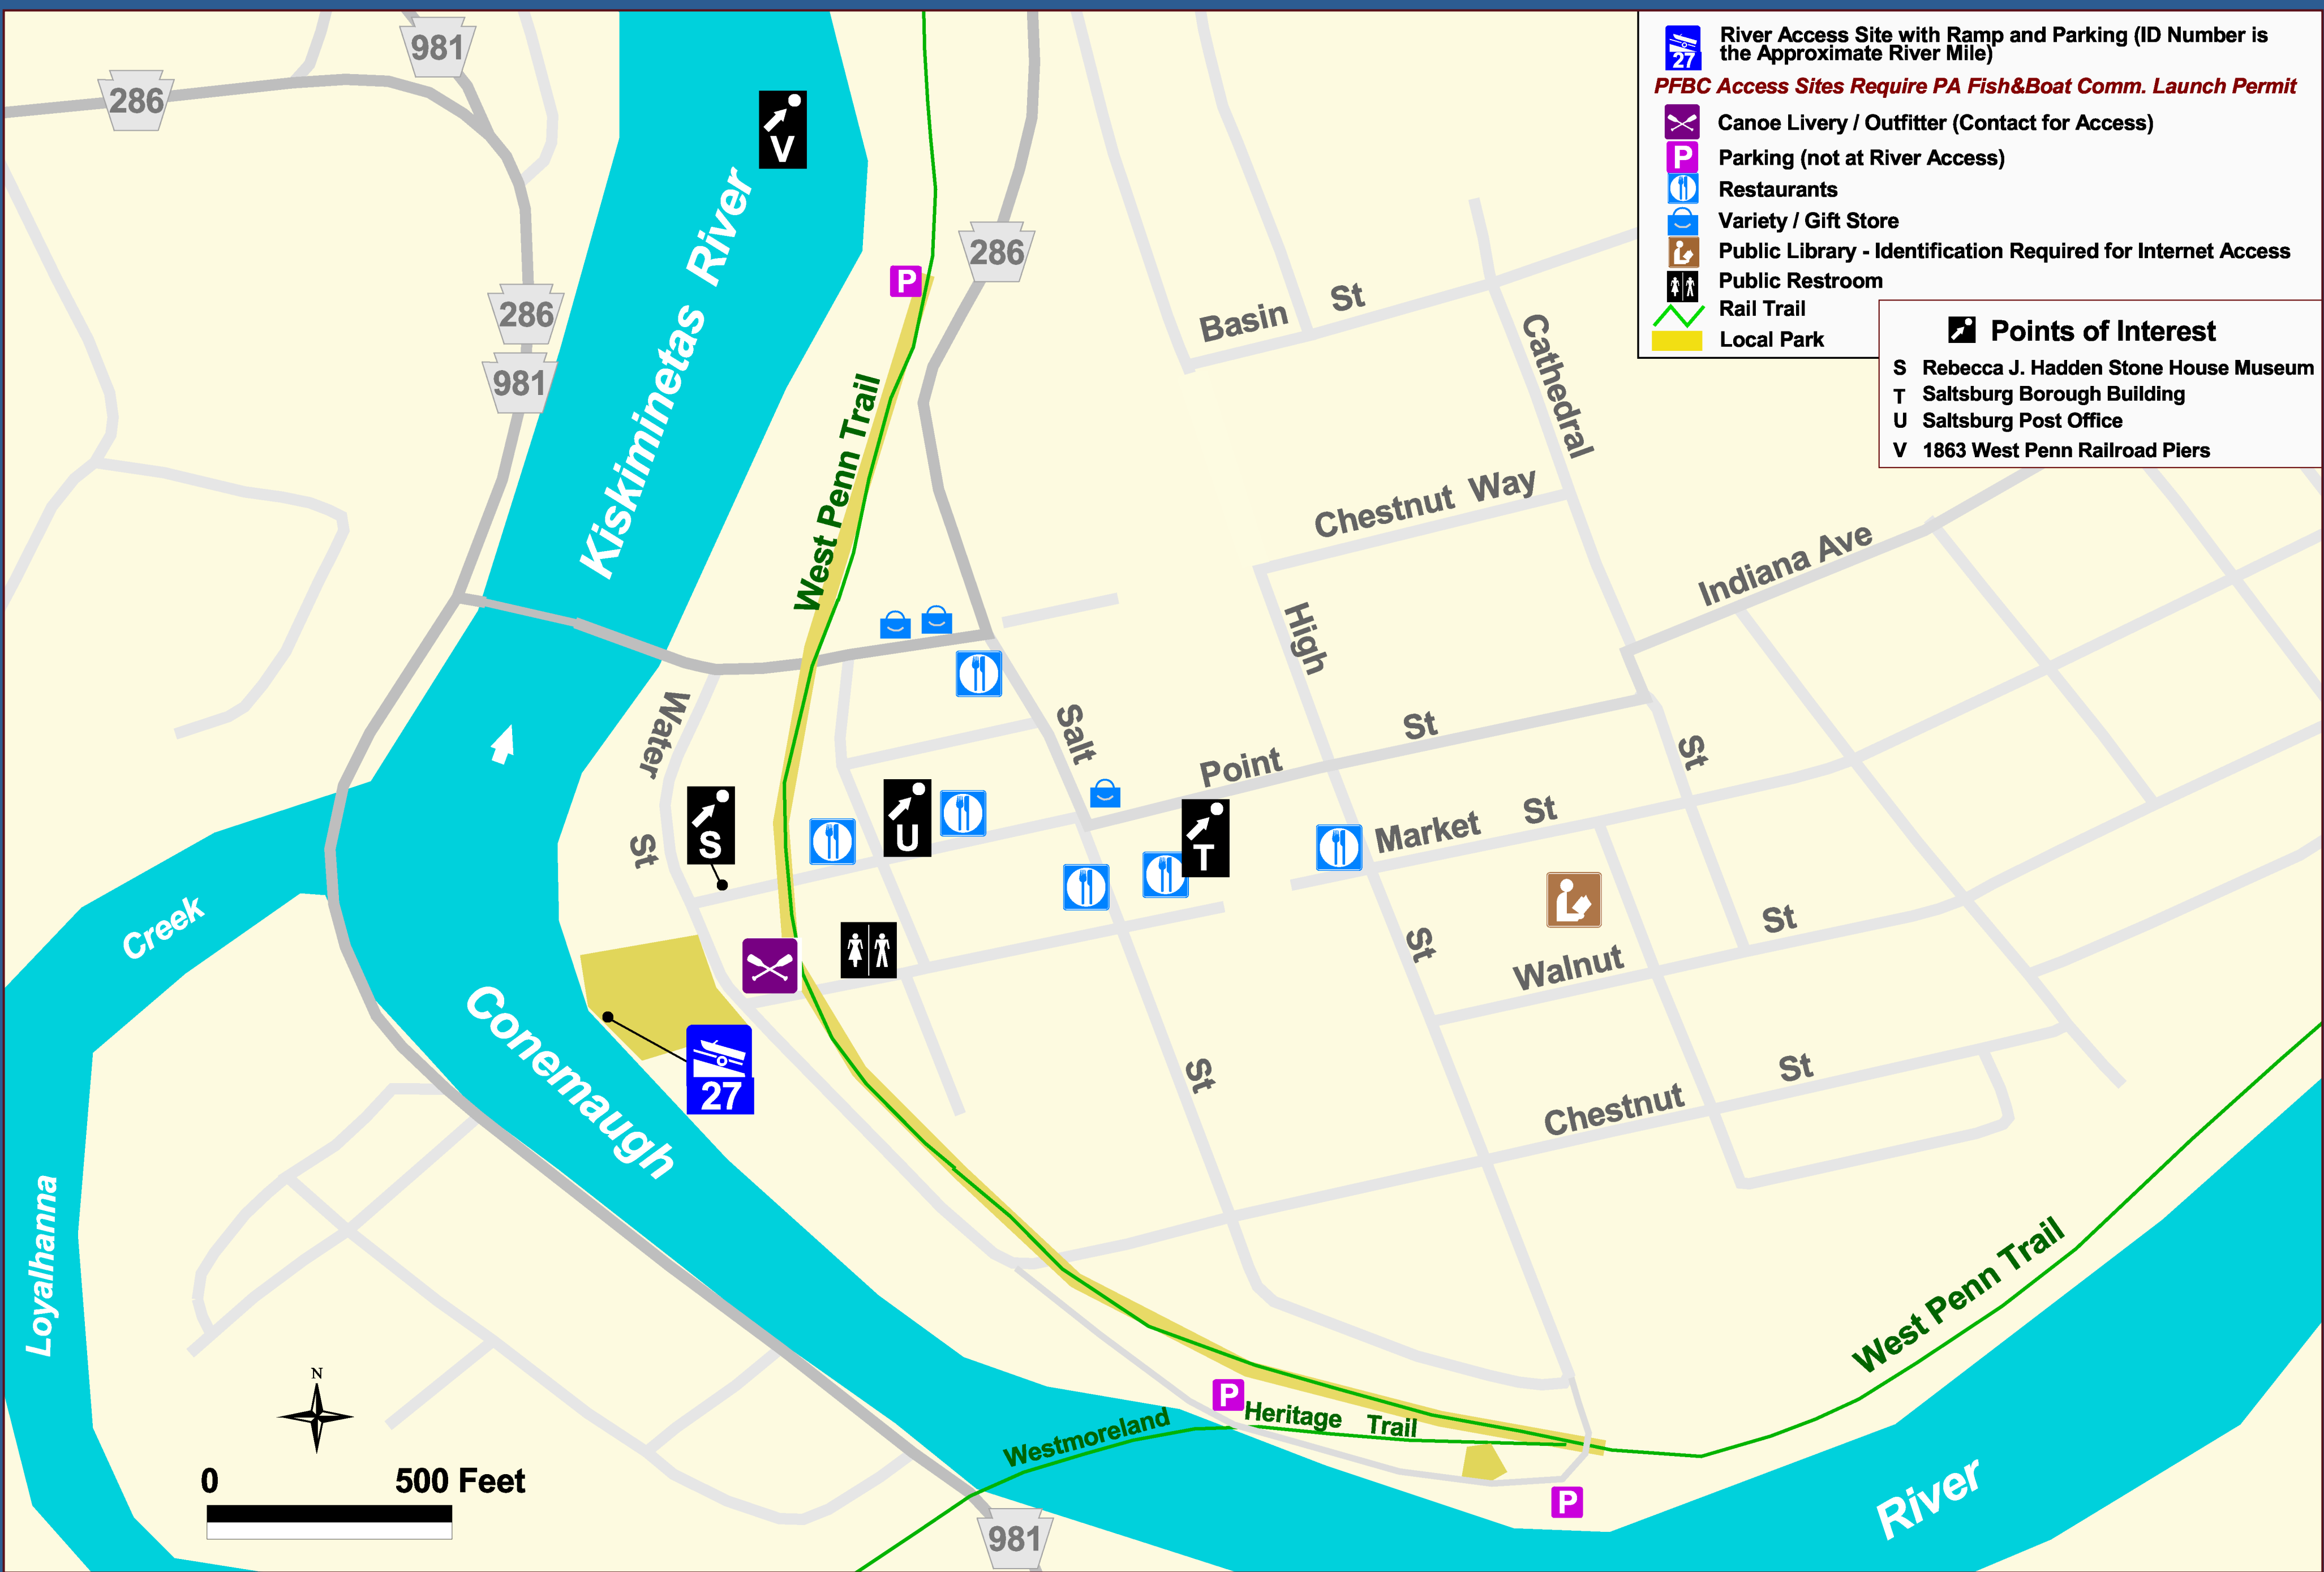 981
286
286
981
286
V
Kiskiminetas River
P
West Penn Trail
Basin St
Cathedral
St
Chestnut Way
High
St
Indiana Ave
Water
St
Salt
St
Point St
Market St
S
U
T
Walnut St
Chestnut St
27
Creek
Loyalhanna
Conemaugh
River
P
Westmoreland Heritage Trail
P
West Penn Trail
981
N
0 500 Feet
27
River Access Site with Ramp and Parking (ID Number is
the Approximate River Mile)
PFBC Access Sites Require PA Fish&Boat Comm. Launch Permit
Canoe Livery / Outfitter (Contact for Access)
P Parking (not at River Access)
Restaurants
Variety / Gift Store
Public Library - Identification Required for Internet Access
Public Restroom
Rail Trail
Local Park
Points of Interest
S Rebecca J. Hadden Stone House Museum
T Saltsburg Borough Building
U Saltsburg Post Office
V 1863 West Penn Railroad Piers